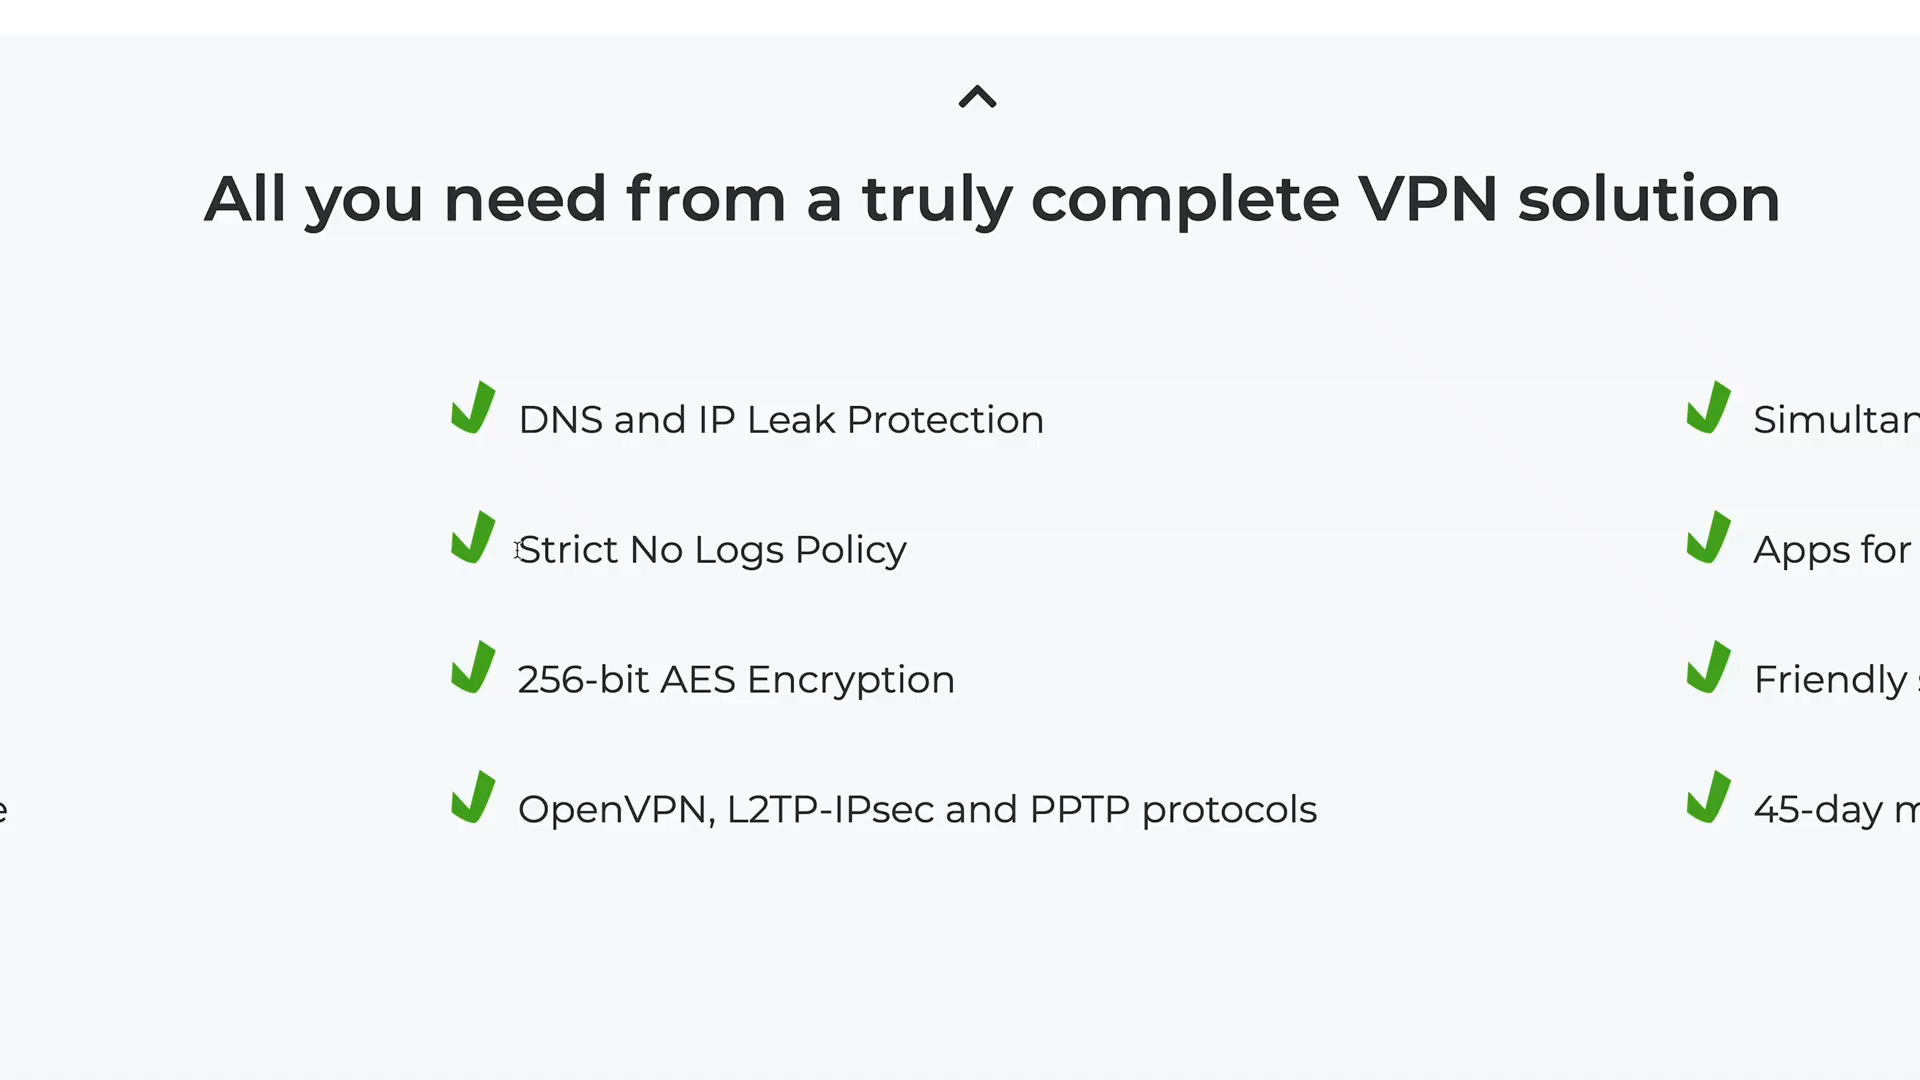 All you need from a truly complete VPN solution
DNS and IP Leak Protection
Strict No Logs Policy
256-bit AES Encryption
OpenVPN, L2TP-IPsec and PPTP protocols
Apps for
Friendly
45-day